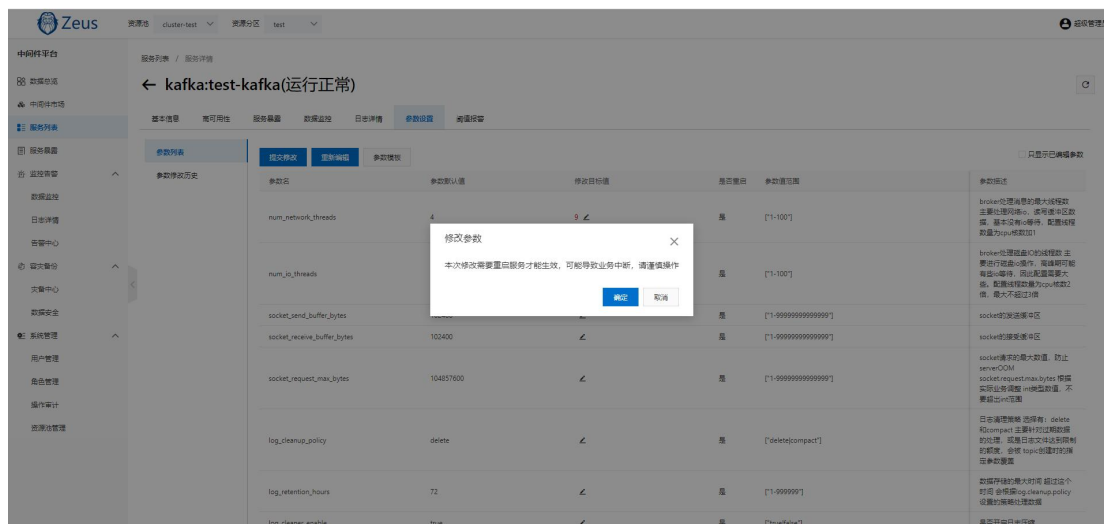 Zeus
资源池 cluster-test 资源分区 test
超级管理员
中间件平台
数据总览
中间件市场
服务列表
服务暴露
监控告警
数据监控
日志详情
告警中心
容灾备份
灾备中心
数据安全
系统管理
用户管理
角色管理
操作审计
资源池管理
服务列表 / 服务详情
kafka:test-kafka(运行正常)
基本信息 高可用性 服务暴露 数据监控 日志详情 参数设置 阈值报警
参数列表
参数修改历史
提交修改 重新编辑 参数模板
只显示已编辑参数
参数名 参数默认值 修改目标值 是否重启 参数值范围 参数描述
num_network_threads 4 9 是 ["1-100"]
broker处理消息的最大线程数
主要处理网络io，读写缓冲区数
据，基本没有io等待，配置线程
数量为cpu核数加1
num_io_threads 是 ["1-100"]
broker处理磁盘IO的线程数 主
要进行磁盘io操作，高峰期可能
有些io等待，因此配置需要大
些。配置线程数量为cpu核数2
倍，最大不超过3倍
socket_send_buffer_bytes 是 ["1-99999999999999"] socket的发送缓冲区
socket_receive_buffer_bytes 102400 是 ["1-99999999999999"] socket的接受缓冲区
socket_request_max_bytes 104857600 是 ["1-99999999999999"]
socket请求的最大数值，防止
serverOOM
socket.request.max.bytes 根据
实际业务调整 int类型数值，不
要超出int范围
log_cleanup_policy delete 是 ["delete|compact"]
日志清理策略 选择有：delete
和compact 主要针对过期数据
的处理，或是日志文件达到限制
的额度，会被 topic创建时的指
定参数覆盖
log_retention_hours 72 是 ["1-999999"]
数据存储的最大时间 超过这个
时间 会根据log.cleanup.policy
设置的策略处理数据
log_cleaner_enable true 是 ["true|false"] 是否开启日志压缩
修改参数
本次修改需要重启服务才能生效，可能导致业务中断，请谨慎操作
确定 取消